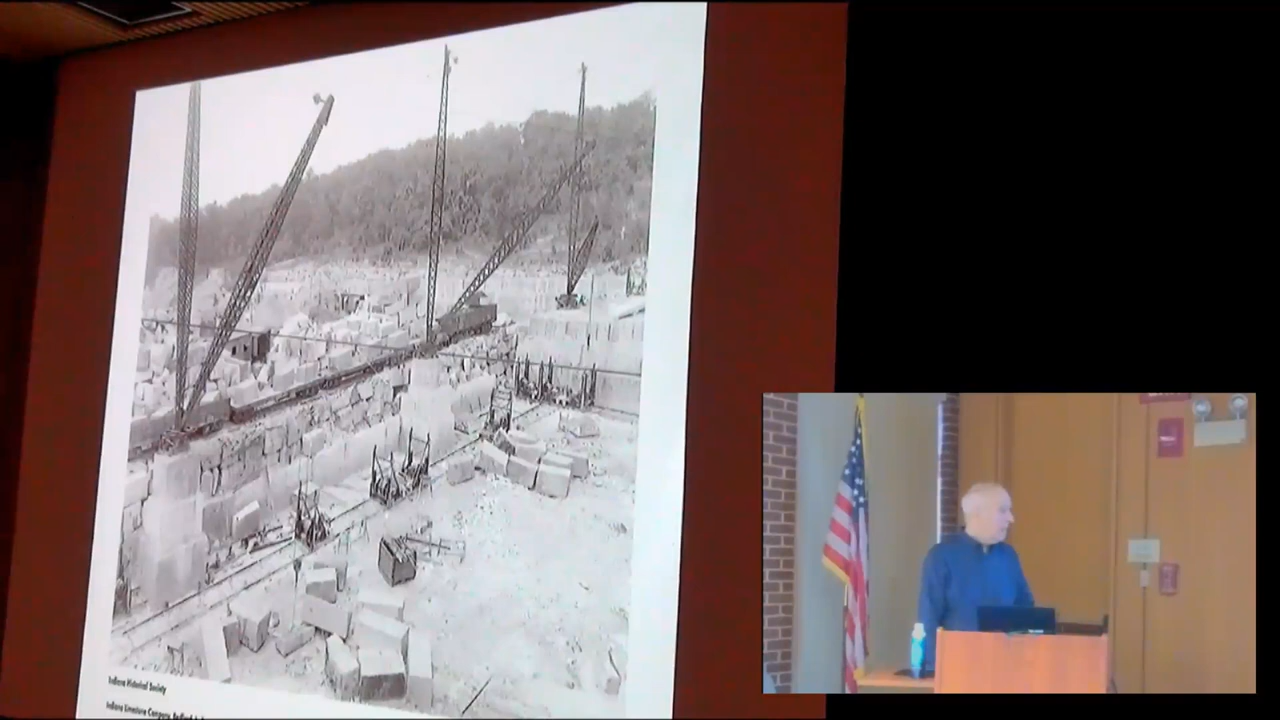 Indiana Historical Society
Indiana Limestone Company, Bedford,